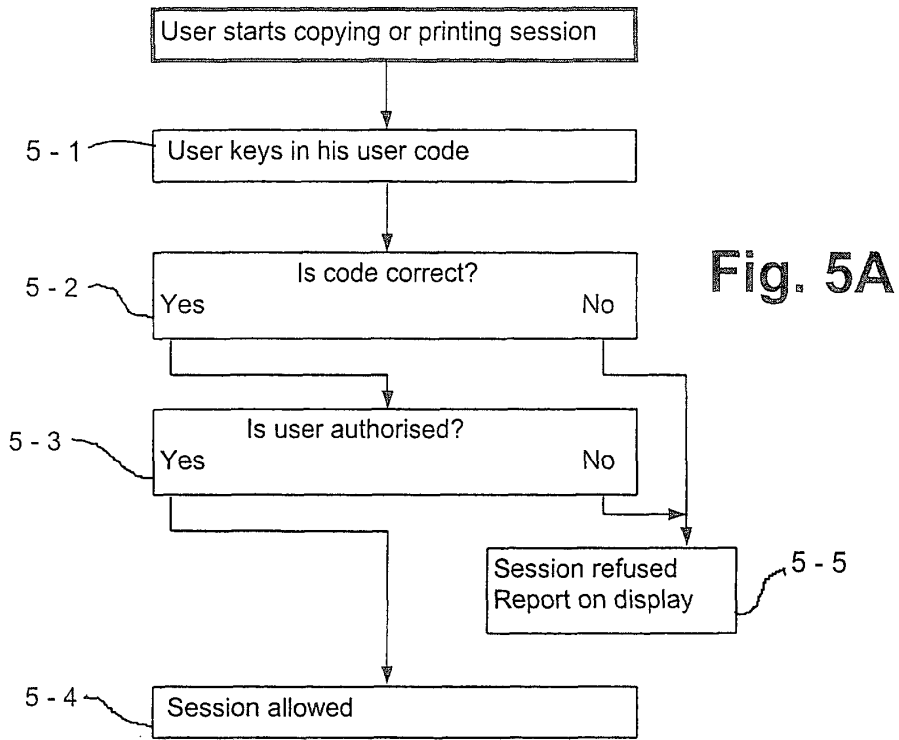 User starts copying or printing session
5 - 1
User keys in his user code
Fig. 5A
Is code correct?
5 - 2
Yes No
Is user authorised?
5 - 3
Yes No
Session refused
Report on display
5 - 5
5 - 4
Session allowed